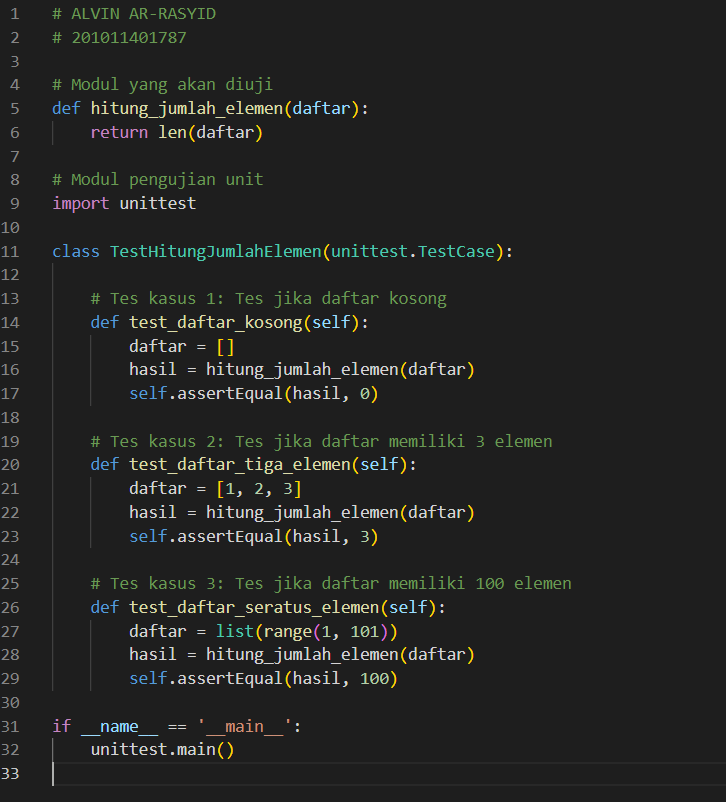 1 # ALVIN AR-RASYID
2 # 201011401787
3
4 # Modul yang akan diuji
5 def hitung_jumlah_elemen(daftar):
6     return len(daftar)
7
8 # Modul pengujian unit
9 import unittest
10
11 class TestHitungJumlahElemen(unittest.TestCase):
12
13     # Tes kasus 1: Tes jika daftar kosong
14     def test_daftar_kosong(self):
15         daftar = []
16         hasil = hitung_jumlah_elemen(daftar)
17         self.assertEqual(hasil, 0)
18
19     # Tes kasus 2: Tes jika daftar memiliki 3 elemen
20     def test_daftar_tiga_elemen(self):
21         daftar = [1, 2, 3]
22         hasil = hitung_jumlah_elemen(daftar)
23         self.assertEqual(hasil, 3)
24
25     # Tes kasus 3: Tes jika daftar memiliki 100 elemen
26     def test_daftar_seratus_elemen(self):
27         daftar = list(range(1, 101))
28         hasil = hitung_jumlah_elemen(daftar)
29         self.assertEqual(hasil, 100)
30
31 if __name__ == '__main__':
32     unittest.main()
33